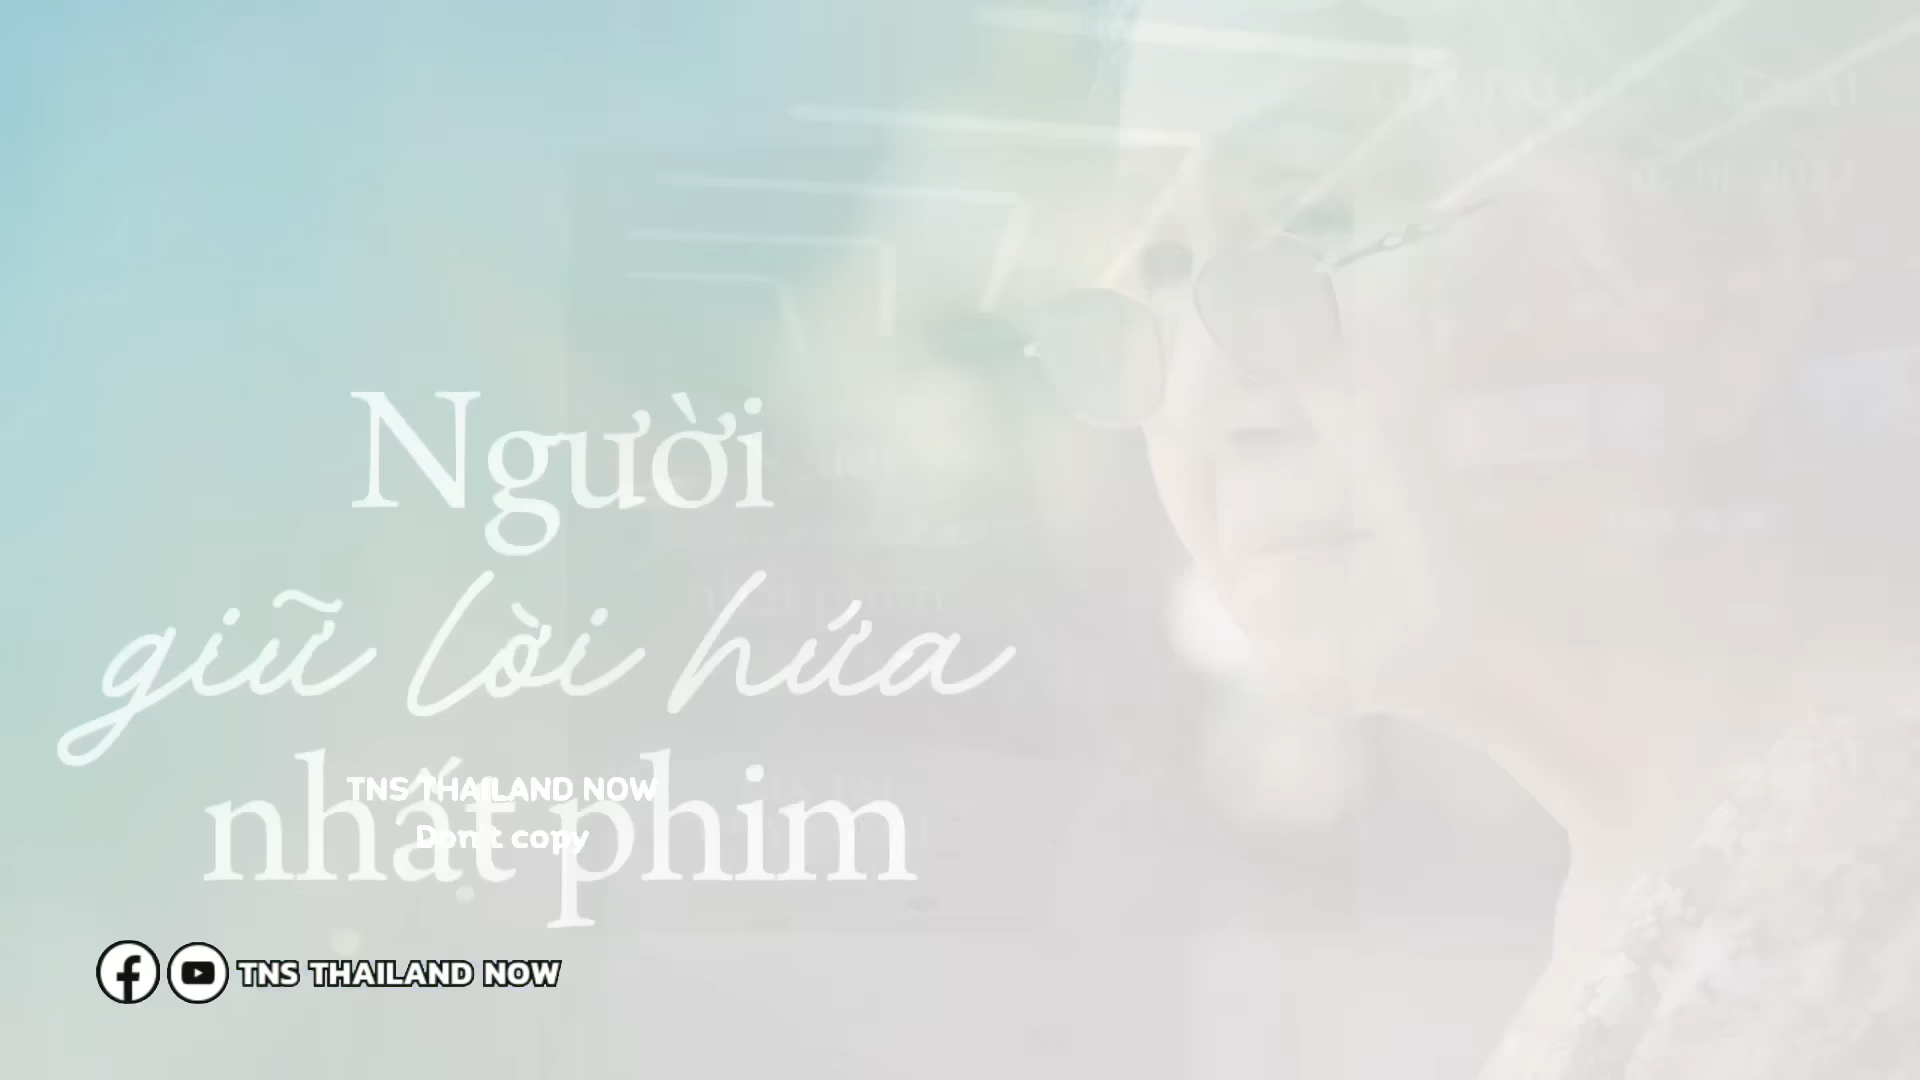 Người
giữ lời hứa
nhất phim
TNS THAILAND NOW
Don't copy
TNS THAILAND NOW